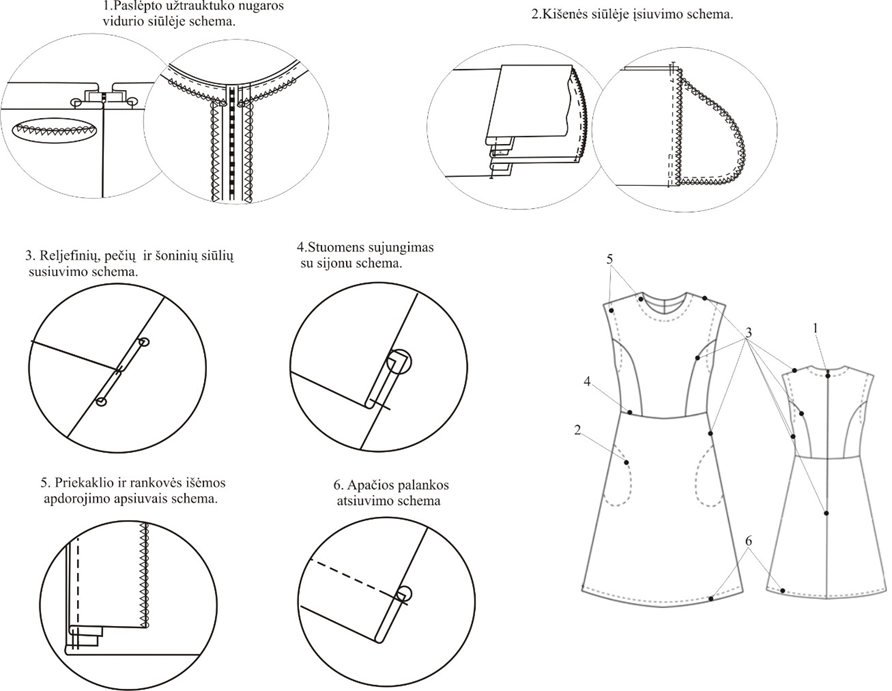 1.Paslėpto užtrauktuko nugaros
vidurio siūlėje schema.
2.Kišenės siūlėje įsiuvimo schema.
3. Reljefinių, pečių ir šoninių siūlių
susiuvimo schema.
4.Stuomens sujungimas
su sijonu schema.
5
3
1
4
2
5. Priekaklio ir rankovės išėmos
apdorojimo apsiuvais schema.
6. Apačios palankos
atsiuvimo schema
6